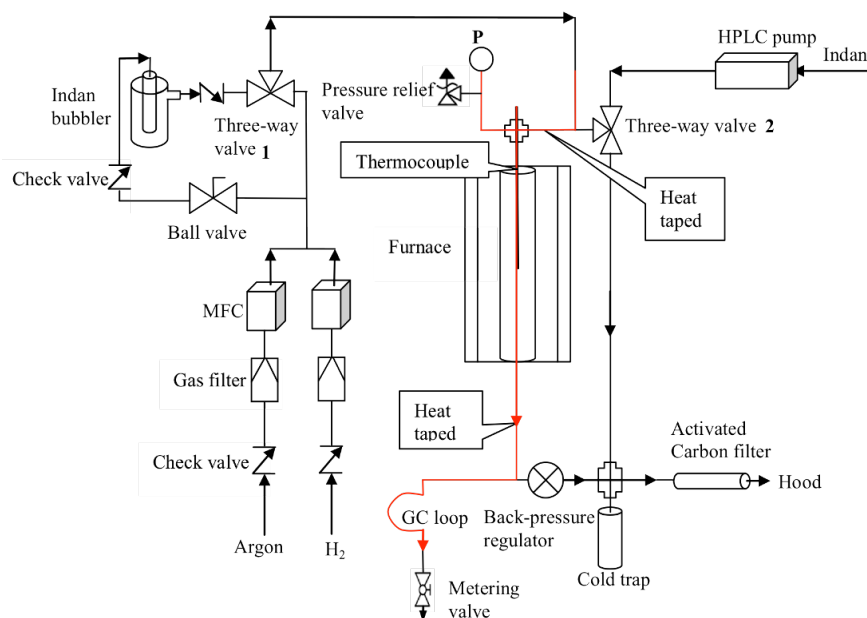 P
HPLC pump
Indan
Indan
bubbler
Pressure relief
valve
Three-way
valve 1
Three-way valve 2
Thermocouple
Check valve
Heat
taped
Ball valve
Furnace
MFC
Gas filter
Heat
taped
Activated
Carbon filter
Check valve
Hood
GC loop
Back-pressure
regulator
Argon
H2
Cold trap
Metering
valve